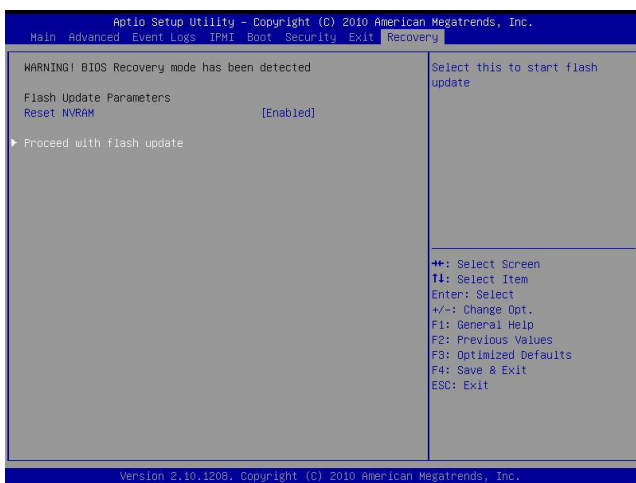 Aptio Setup Utility – Copyright (C) 2010 American Megatrends, Inc.
Main Advanced Event Logs IPMI Boot Security Exit Recovery
WARNING! BIOS Recovery mode has been detected
Flash Update Parameters
Reset NVRAM [Enabled]
Proceed with flash update
Select this to start flash
update
→←: Select Screen
↑↓: Select Item
Enter: Select
+/-: Change Opt.
F1: General Help
F2: Previous Values
F3: Optimized Defaults
F4: Save & Exit
ESC: Exit
Version 2.10.1208. Copyright (C) 2010 American Megatrends, Inc.